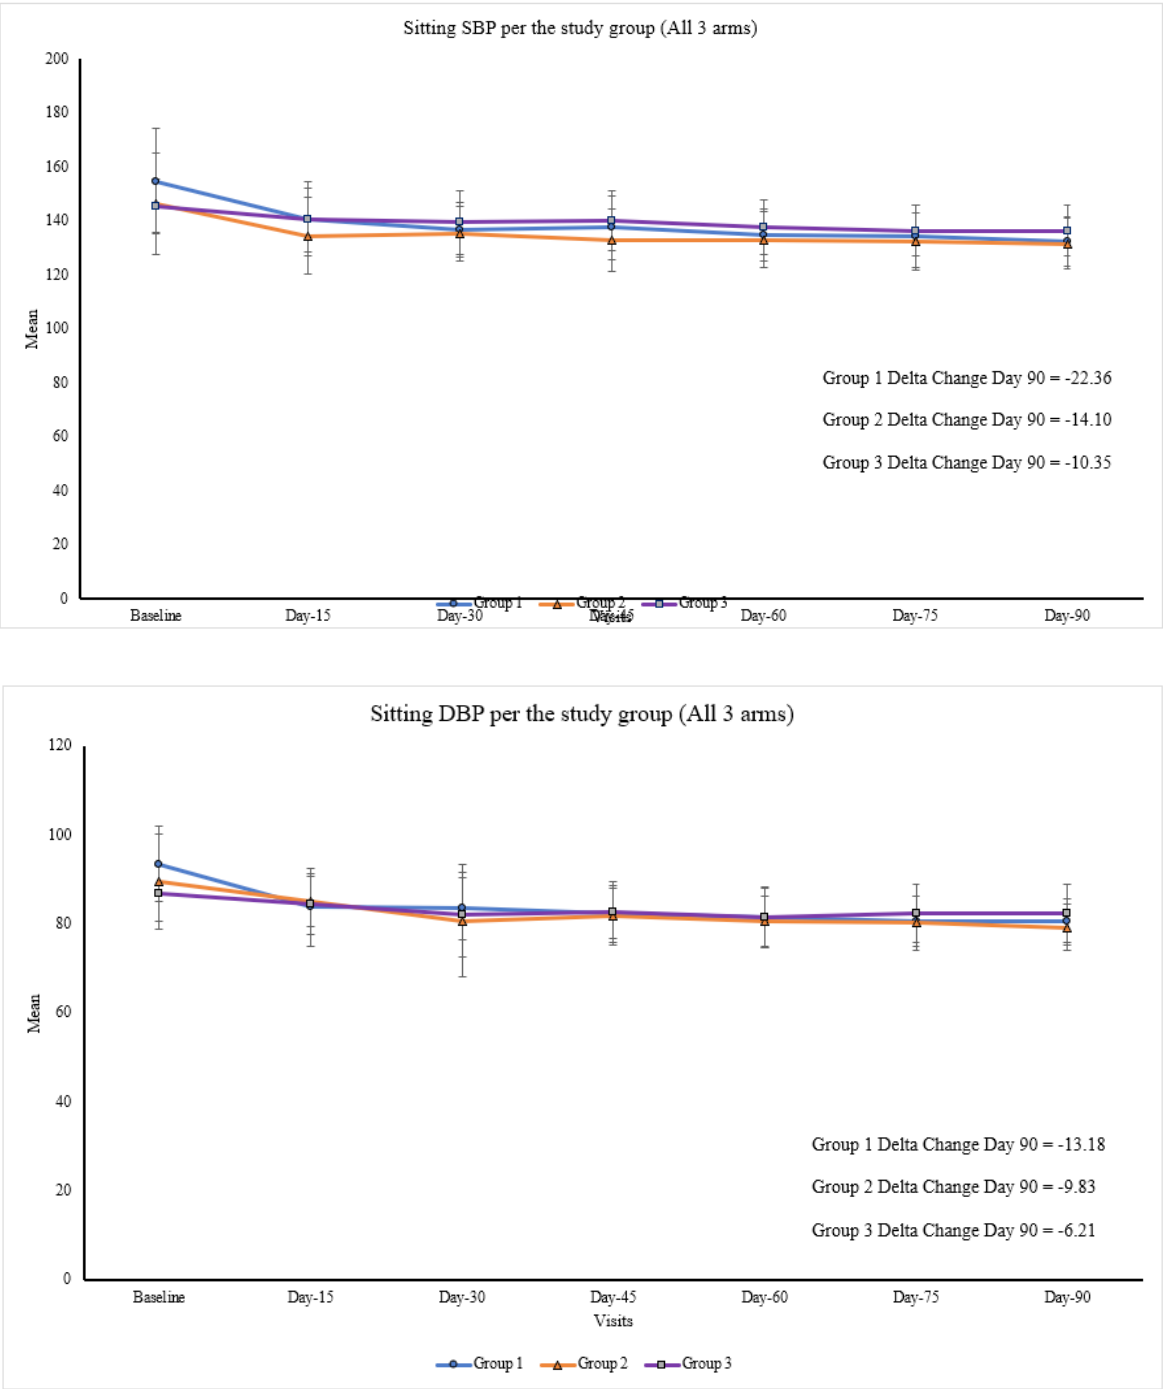 Sitting SBP per the study group (All 3 arms)
200
180
160
140
120
100
80
60
40
20
0
Mean
Group 1 Delta Change Day 90 = -22.36
Group 2 Delta Change Day 90 = -14.10
Group 3 Delta Change Day 90 = -10.35
Group 1 Group 2 Group 3
Baseline Day-15 Day-30 Day-45 Day-60 Day-75 Day-90
Visits
Sitting DBP per the study group (All 3 arms)
120
100
80
60
40
20
0
Mean
Group 1 Delta Change Day 90 = -13.18
Group 2 Delta Change Day 90 = -9.83
Group 3 Delta Change Day 90 = -6.21
Baseline Day-15 Day-30 Day-45 Day-60 Day-75 Day-90
Visits
Group 1 Group 2 Group 3